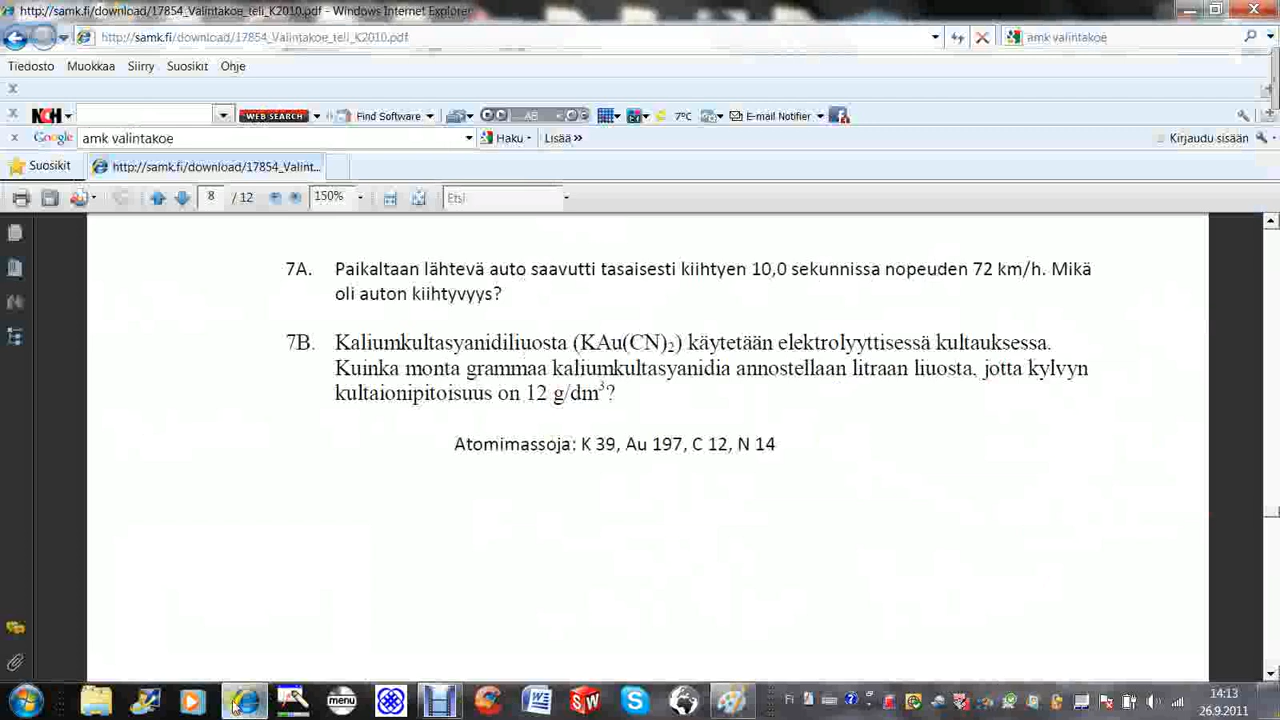 http://samk.fi/download/17854_Valintakoe_teli_K2010.pdf - Windows Internet Explorer
http://samk.fi/download/17854_Valintakoe_teli_K2010.pdf
amk valintakoe
Tiedosto Muokkaa Siirry Suosikit Ohje
x
x NCH WEB SEARCH Find Software 7°C E-mail Notifier
x Google amk valintakoe Haku Lisää » Kirjaudu sisään
Suosikit http://samk.fi/download/17854_Valint...
8 / 12 150% Etsi
7A. Paikaltaan lähtevä auto saavutti tasaisesti kiihtyen 10,0 sekunnissa nopeuden 72 km/h. Mikä
oli auton kiihtyvyys?
7B. Kaliumkultasyanidiliuosta (KAu(CN)₂) käytetään elektrolyyttisessä kultauksessa.
Kuinka monta grammaa kaliumkultasyanidia annostellaan litraan liuosta, jotta kylvyn
kultaionipitoisuus on 12 g/dm³?
Atomimassoja: K 39, Au 197, C 12, N 14
menu
FI
14:13
26.9.2011